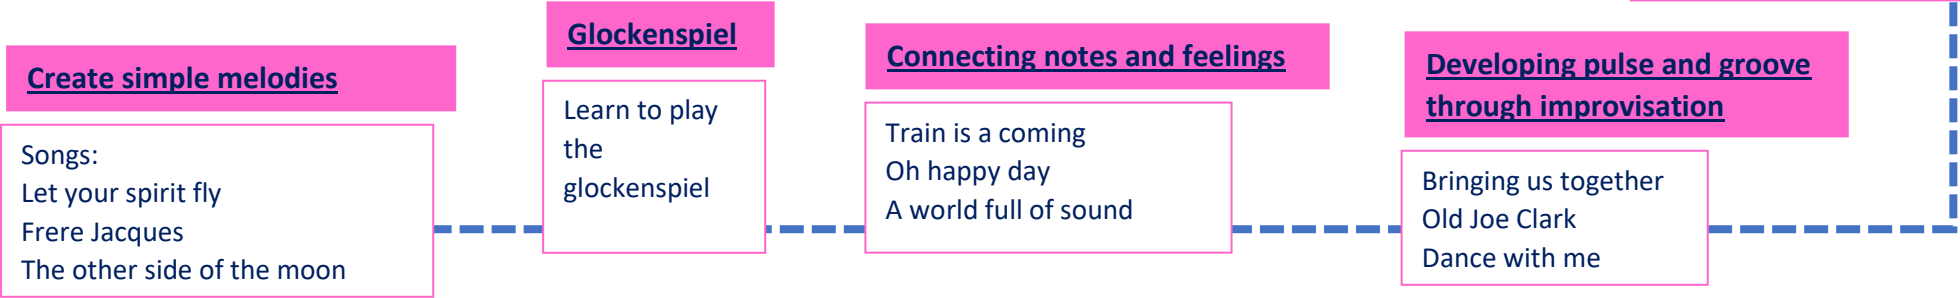 Create simple melodies
Songs:
Let your spirit fly
Frere Jacques
The other side of the moon
Glockenspiel
Learn to play
the
glockenspiel
Connecting notes and feelings
Train is a coming
Oh happy day
A world full of sound
Developing pulse and groove
through improvisation
Bringing us together
Old Joe Clark
Dance with me